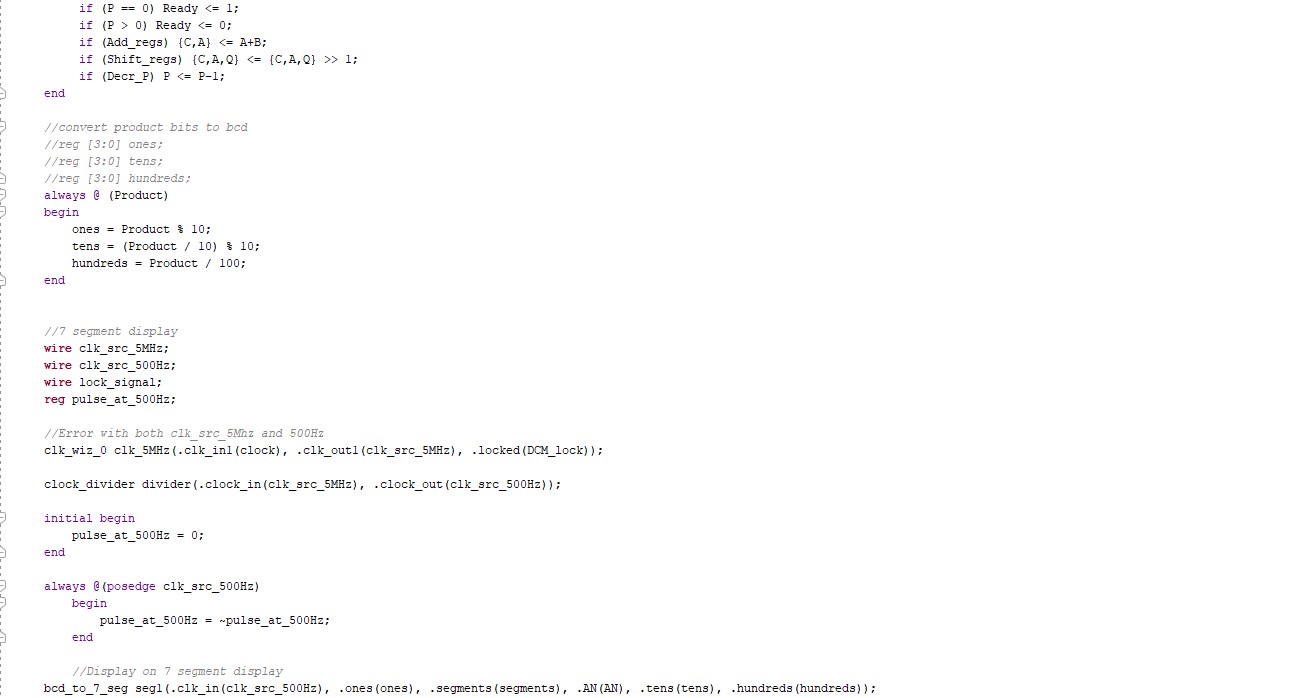 if (P == 0) Ready <= 1;
if (P > 0) Ready <= 0;
if (Add_regs) {C,A} <= A+B;
if (Shift_regs) {C,A,Q} <= {C,A,Q} >> 1;
if (Decr_P) P <= P-1;
end
//convert product bits to bcd
//reg [3:0] ones;
//reg [3:0] tens;
//reg [3:0] hundreds;
always @ (Product)
begin
ones = Product % 10;
tens = (Product / 10) % 10;
hundreds = Product / 100;
end
//7 segment display
wire clk_src_5MHz;
wire clk_src_500Hz;
wire lock_signal;
reg pulse_at_500Hz;
//Error with both clk_src_5Mhz and 500Hz
clk_wiz_0 clk_5MHz(.clk_in1(clock), .clk_out1(clk_src_5MHz), .locked(DCM_lock));
clock_divider divider(.clock_in(clk_src_5MHz), .clock_out(clk_src_500Hz));
initial begin
pulse_at_500Hz = 0;
end
always @(posedge clk_src_500Hz)
begin
pulse_at_500Hz = ~pulse_at_500Hz;
end
//Display on 7 segment display
bcd_to_7_seg seg1(.clk_in(clk_src_500Hz), .ones(ones), .segments(segments), .AN(AN), .tens(tens), .hundreds(hundreds));